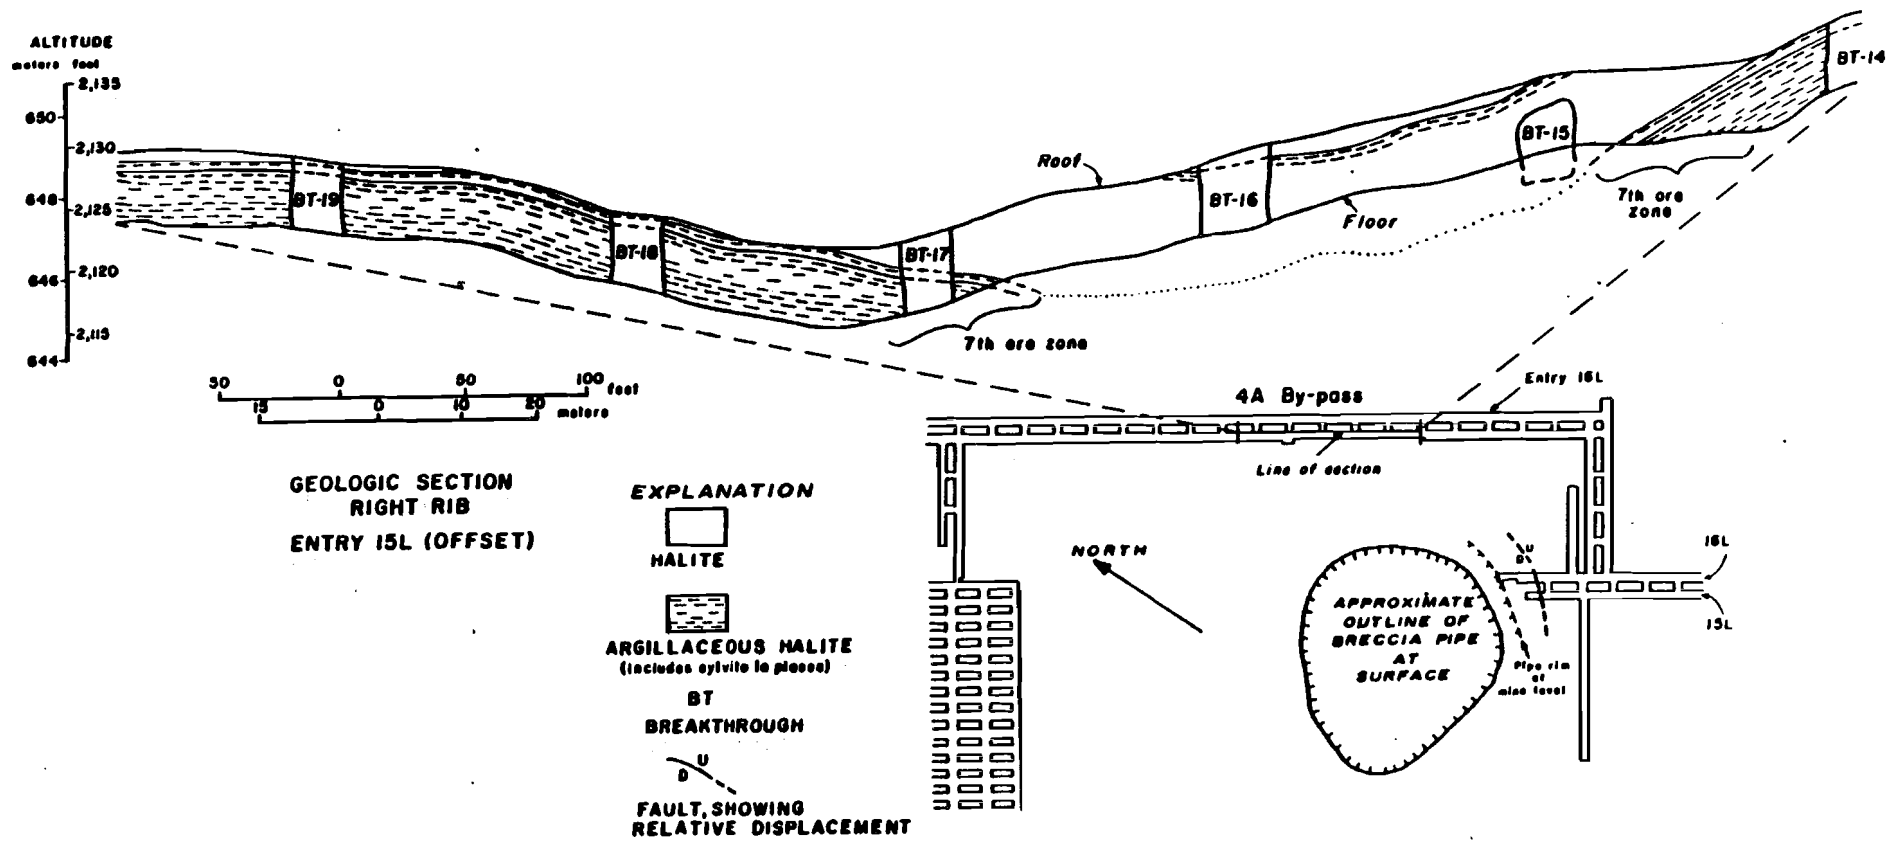 ALTITUDE
meters feet
2,135
650
2,130
648
2,125
2,120
646
2,115
644
BT-19
BT-18
BT-17
BT-16
BT-15
BT-14
Roof
Floor
7th ore
zone
7th ore zone
50 0 50 100 feet
15 0 10 20 meters
GEOLOGIC SECTION
RIGHT RIB
ENTRY 15L (OFFSET)
EXPLANATION
HALITE
ARGILLACEOUS HALITE
(includes sylvite in places)
BT
BREAKTHROUGH
D U
FAULT, SHOWING
RELATIVE DISPLACEMENT
4A By-pass
Entry 16L
Line of section
NORTH
APPROXIMATE
OUTLINE OF
BRECCIA PIPE
AT
SURFACE
D U
Pipe rim
at
mine level
16L
15L